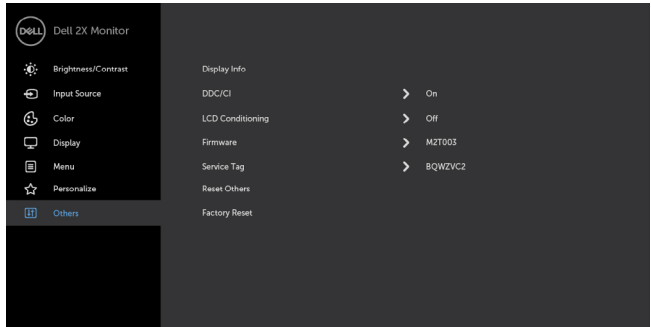 DELL Dell 2X Monitor
Brightness/Contrast
Input Source
Color
Display
Menu
Personalize
Others
Display Info
DDC/CI On
LCD Conditioning Off
Firmware M2T003
Service Tag BQWZVC2
Reset Others
Factory Reset